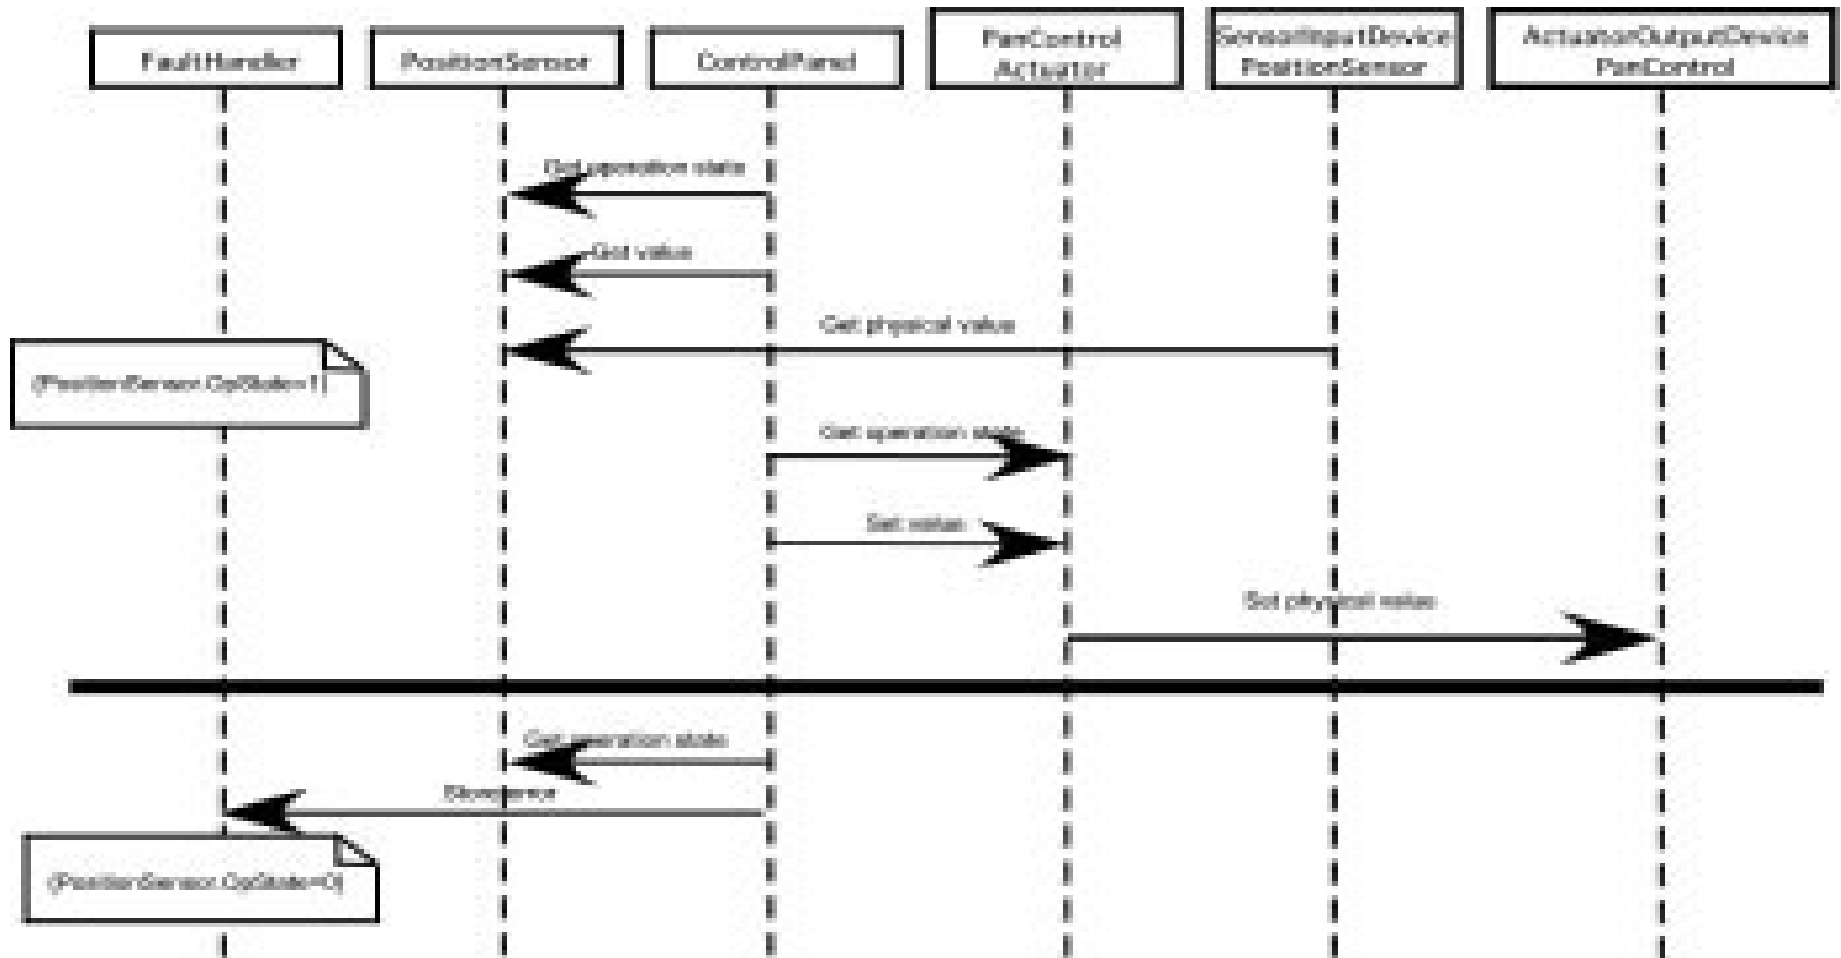 FaultHandler
PositionSensor
ControlPanel
PanControl
Actuator
SensorInputDevice
PositionSensor
ActuatorOutputDevice
PanControl
Get operation state
Get value
Get physical value
{PositionSensor.OpState=1}
Get operation state
Set value
Set physical value
Get operation state
{PositionSensor.OpState=0}